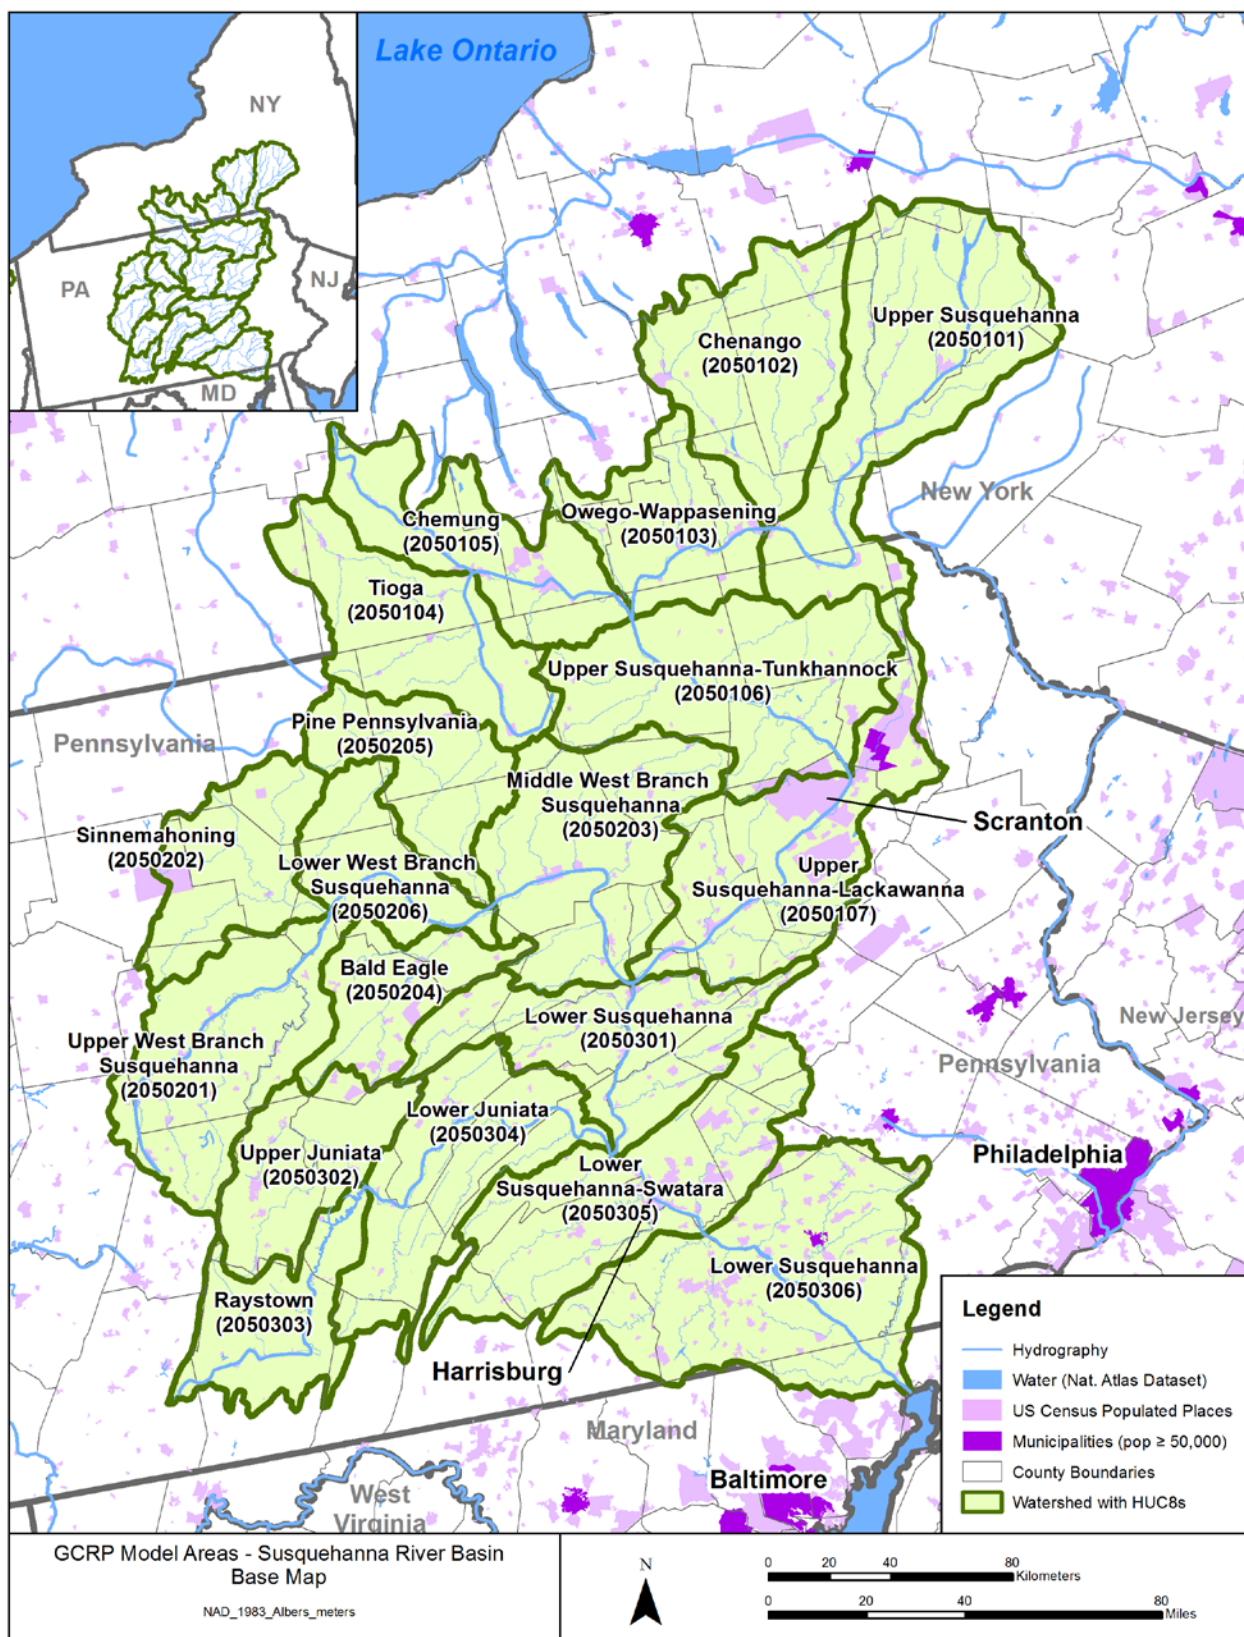 Lake Ontario
NY
PA
NJ
MD
Upper Susquehanna
(2050101)
Chenango
(2050102)
New York
Owego-Wappasening
(2050103)
Chemung
(2050105)
Tioga
(2050104)
Upper Susquehanna-Tunkhannock
(2050106)
Pine Pennsylvania
(2050205)
Pennsylvania
Middle West Branch
Susquehanna
(2050203)
Scranton
Sinnemahoning
(2050202)
Lower West Branch
Susquehanna
(2050206)
Upper
Susquehanna-Lackawanna
(2050107)
Bald Eagle
(2050204)
Lower Susquehanna
(2050301)
New Jersey
Upper West Branch
Susquehanna
(2050201)
Pennsylvania
Lower Juniata
(2050304)
Upper Juniata
(2050302)
Lower
Susquehanna-Swatara
(2050305)
Philadelphia
Lower Susquehanna
(2050306)
Raystown
(2050303)
Harrisburg
Maryland
Baltimore
West
Virginia
Legend
Hydrography
Water (Nat. Atlas Dataset)
US Census Populated Places
Municipalities (pop ≥ 50,000)
County Boundaries
Watershed with HUC8s
GCRP Model Areas - Susquehanna River Basin
Base Map
NAD_1983_Albers_meters
N
0 20 40 80
Kilometers
0 20 40 80
Miles